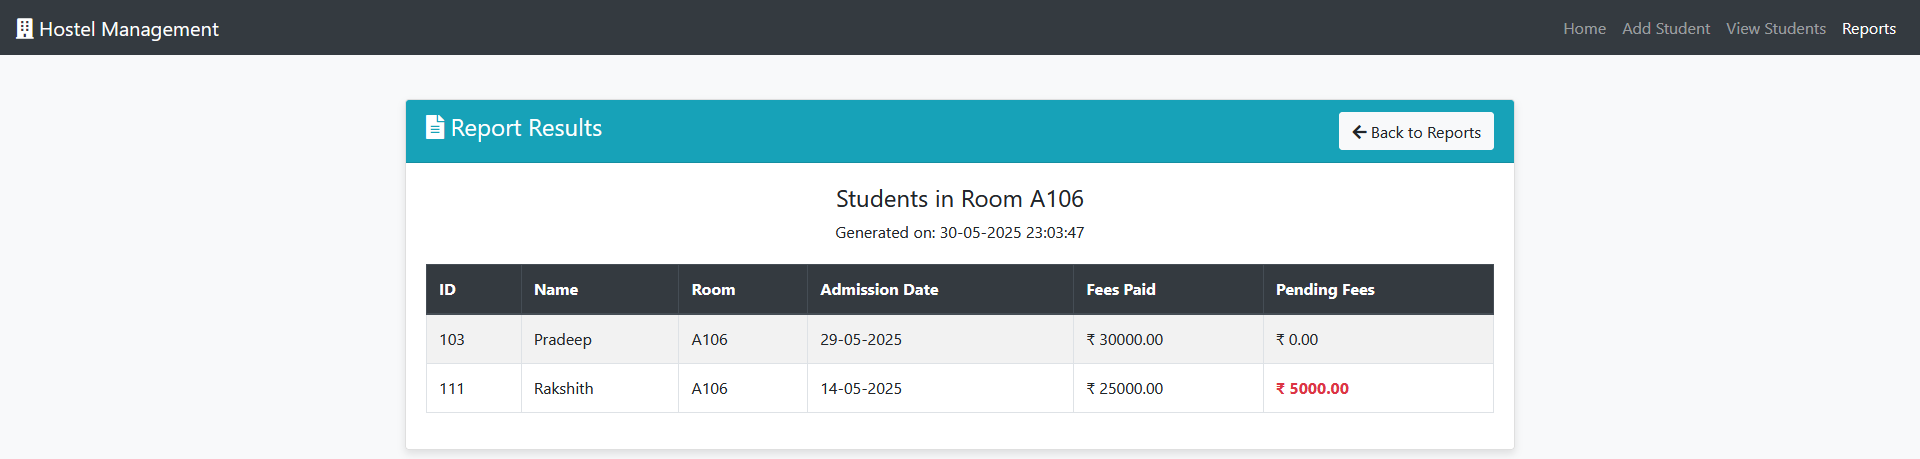 Hostel Management Home Add Student View Students Reports
Report Results Back to Reports
Students in Room A106
Generated on: 30-05-2025 23:03:47
ID Name Room Admission Date Fees Paid Pending Fees
103 Pradeep A106 29-05-2025 ₹ 30000.00 ₹ 0.00
111 Rakshith A106 14-05-2025 ₹ 25000.00 ₹ 5000.00